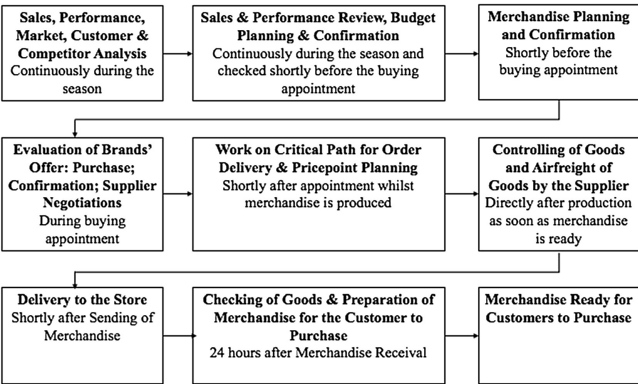 Sales, Performance,
Market, Customer &
Competitor Analysis
Continuously during the
season
Sales & Performance Review, Budget
Planning & Confirmation
Continuously during the season and
checked shortly before the buying
appointment
Merchandise Planning
and Confirmation
Shortly before the
buying appointment
Evaluation of Brands'
Offer: Purchase;
Confirmation; Supplier
Negotiations
During buying
appointment
Work on Critical Path for Order
Delivery & Pricepoint Planning
Shortly after appointment whilst
merchandise is produced
Controlling of Goods
and Airfreight of
Goods by the Supplier
Directly after production
as soon as merchandise
is ready
Delivery to the Store
Shortly after Sending of
Merchandise
Checking of Goods & Preparation of
Merchandise for the Customer to
Purchase
24 hours after Merchandise Receival
Merchandise Ready for
Customers to Purchase